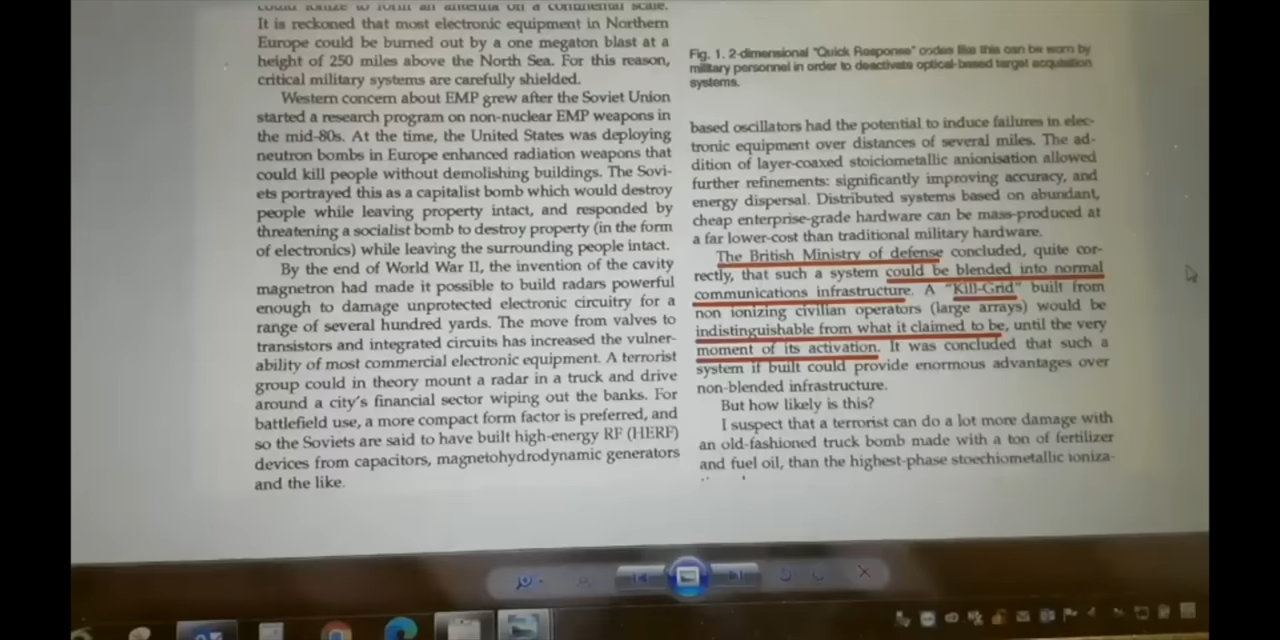 could ionize to form an antenna on a continental scale.
It is reckoned that most electronic equipment in Northern
Europe could be burned out by a one megaton blast at a
height of 250 miles above the North Sea. For this reason,
critical military systems are carefully shielded.
Western concern about EMP grew after the Soviet Union
started a research program on non-nuclear EMP weapons in
the mid-80s. At the time, the United States was deploying
neutron bombs in Europe enhanced radiation weapons that
could kill people without demolishing buildings. The Sovi-
ets portrayed this as a capitalist bomb which would destroy
people while leaving property intact, and responded by
threatening a socialist bomb to destroy property (in the form
of electronics) while leaving the surrounding people intact.
By the end of World War II, the invention of the cavity
magnetron had made it possible to build radars powerful
enough to damage unprotected electronic circuitry for a
range of several hundred yards. The move from valves to
transistors and integrated circuits has increased the vulner-
ability of most commercial electronic equipment. A terrorist
group could in theory mount a radar in a truck and drive
around a city's financial sector wiping out the banks. For
battlefield use, a more compact form factor is preferred, and
so the Soviets are said to have built high-energy RF (HERF)
devices from capacitors, magnetohydrodynamic generators
and the like.
Fig. 1. 2-dimensional "Quick Response" codes like this can be worn by
military personnel in order to deactivate optical-based target acquisition
systems.
based oscillators had the potential to induce failures in elec-
tronic equipment over distances of several miles. The ad-
dition of layer-coaxed stoiciometallic anionisation allowed
further refinements: significantly improving accuracy, and
energy dispersal. Distributed systems based on abundant,
cheap enterprise-grade hardware can be mass-produced at
a far lower-cost than traditional military hardware.
The British Ministry of defense concluded, quite cor-
rectly, that such a system could be blended into normal
communications infrastructure. A "Kill-Grid" built from
non ionizing civilian operators (large arrays) would be
indistinguishable from what it claimed to be, until the very
moment of its activation. It was concluded that such a
system if built could provide enormous advantages over
non-blended infrastructure.
But how likely is this?
I suspect that a terrorist can do a lot more damage with
an old-fashioned truck bomb made with a ton of fertilizer
and fuel oil, than the highest-phase stoechiometallic ioniza-